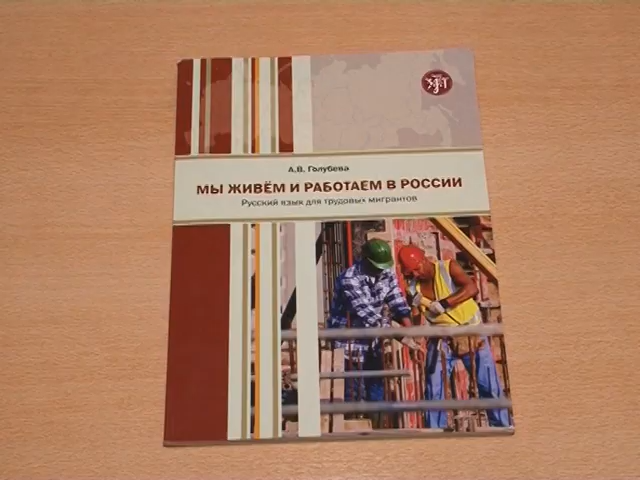 А.В. Голубева
МЫ ЖИВЁМ И РАБОТАЕМ В РОССИИ
Русский язык для трудовых мигрантов